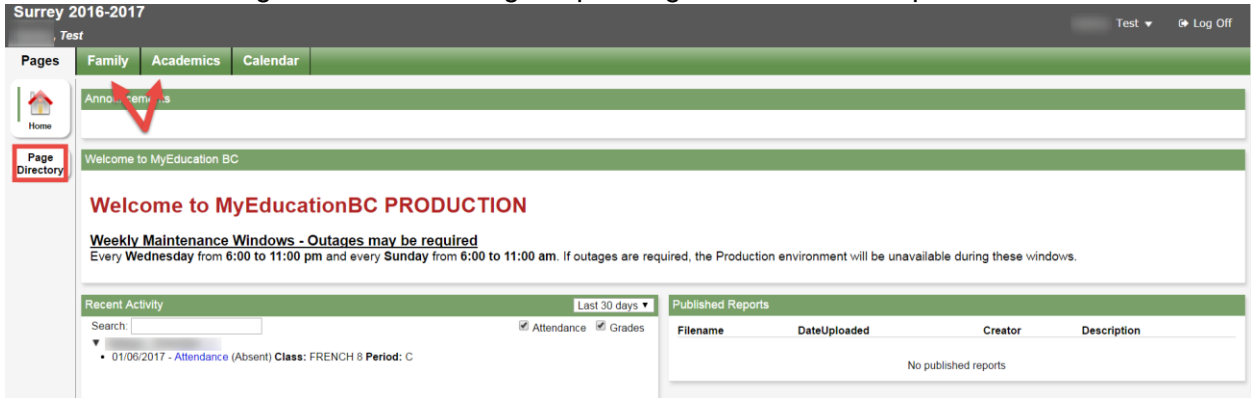 Surrey 2016-2017
, Test
Test ▼ Log Off
Pages Family Academics Calendar
Home
Page Directory
Announcements
Welcome to MyEducation BC
Welcome to MyEducationBC PRODUCTION
Weekly Maintenance Windows - Outages may be required
Every Wednesday from 6:00 to 11:00 pm and every Sunday from 6:00 to 11:00 am. If outages are required, the Production environment will be unavailable during these windows.
Recent Activity Last 30 days ▼
Search: Attendance Grades
• 01/06/2017 - Attendance (Absent) Class: FRENCH 8 Period: C
Published Reports
Filename DateUploaded Creator Description
No published reports